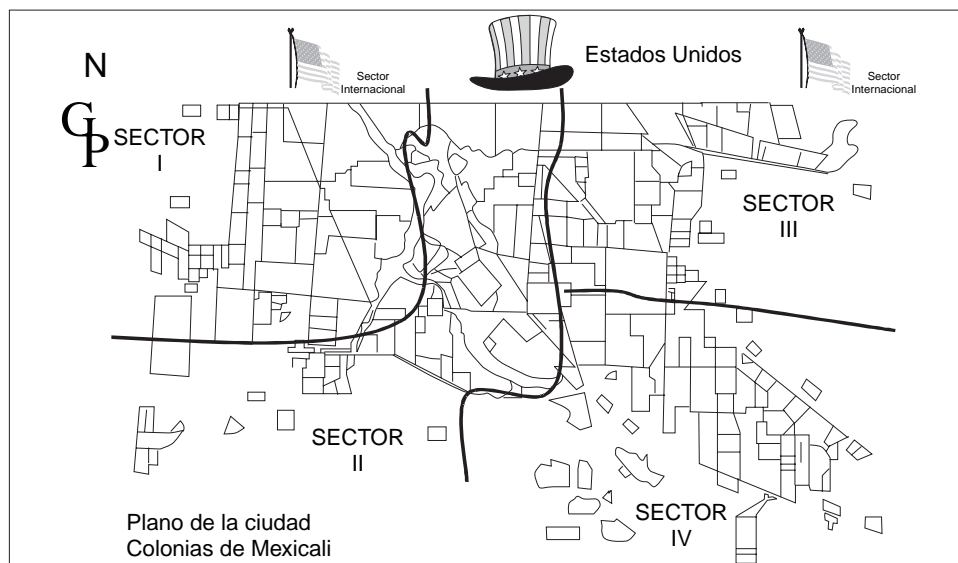 Estados Unidos
N
Sector
Internacional
Sector
Internacional
SECTOR
I
SECTOR
III
SECTOR
II
SECTOR
IV
Plano de la ciudad
Colonias de Mexicali